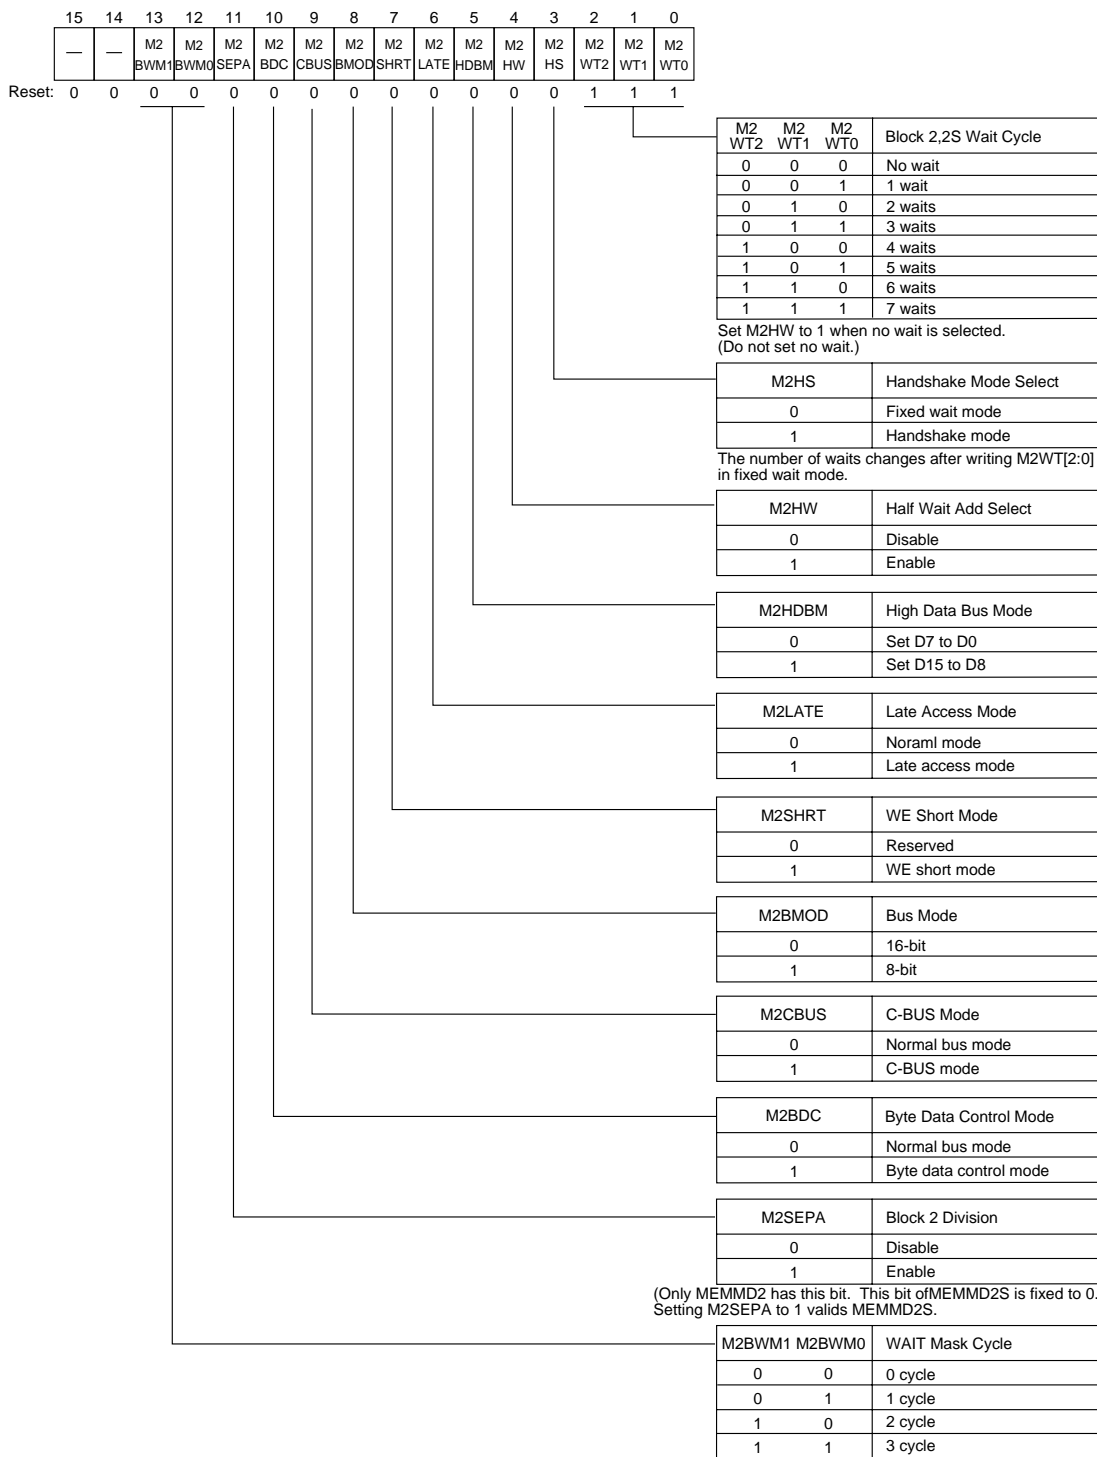 15 14 13 12 11 10 9 8 7 6 5 4 3 2 1 0
— — M2 M2 M2 M2 M2 M2 M2 M2 M2 M2 M2 M2 M2 M2
BWM1 BWM0 SEPA BDC CBUS BMOD SHRT LATE HDBM HW HS WT2 WT1 WT0
Reset: 0 0 0 0 0 0 0 0 0 0 0 0 0 1 1 1
M2 M2 M2
WT2 WT1 WT0 Block 2,2S Wait Cycle
0 0 0 No wait
0 0 1 1 wait
0 1 0 2 waits
0 1 1 3 waits
1 0 0 4 waits
1 0 1 5 waits
1 1 0 6 waits
1 1 1 7 waits
Set M2HW to 1 when no wait is selected.
(Do not set no wait.)
M2HS Handshake Mode Select
0 Fixed wait mode
1 Handshake mode
The number of waits changes after writing M2WT[2:0]
in fixed wait mode.
M2HW Half Wait Add Select
0 Disable
1 Enable
M2HDBM High Data Bus Mode
0 Set D7 to D0
1 Set D15 to D8
M2LATE Late Access Mode
0 Noraml mode
1 Late access mode
M2SHRT WE Short Mode
0 Reserved
1 WE short mode
M2BMOD Bus Mode
0 16-bit
1 8-bit
M2CBUS C-BUS Mode
0 Normal bus mode
1 C-BUS mode
M2BDC Byte Data Control Mode
0 Normal bus mode
1 Byte data control mode
M2SEPA Block 2 Division
0 Disable
1 Enable
(Only MEMMD2 has this bit. This bit ofMEMMD2S is fixed to 0.
Setting M2SEPA to 1 valids MEMMD2S.
M2BWM1 M2BWM0 WAIT Mask Cycle
0 0 0 cycle
0 1 1 cycle
1 0 2 cycle
1 1 3 cycle